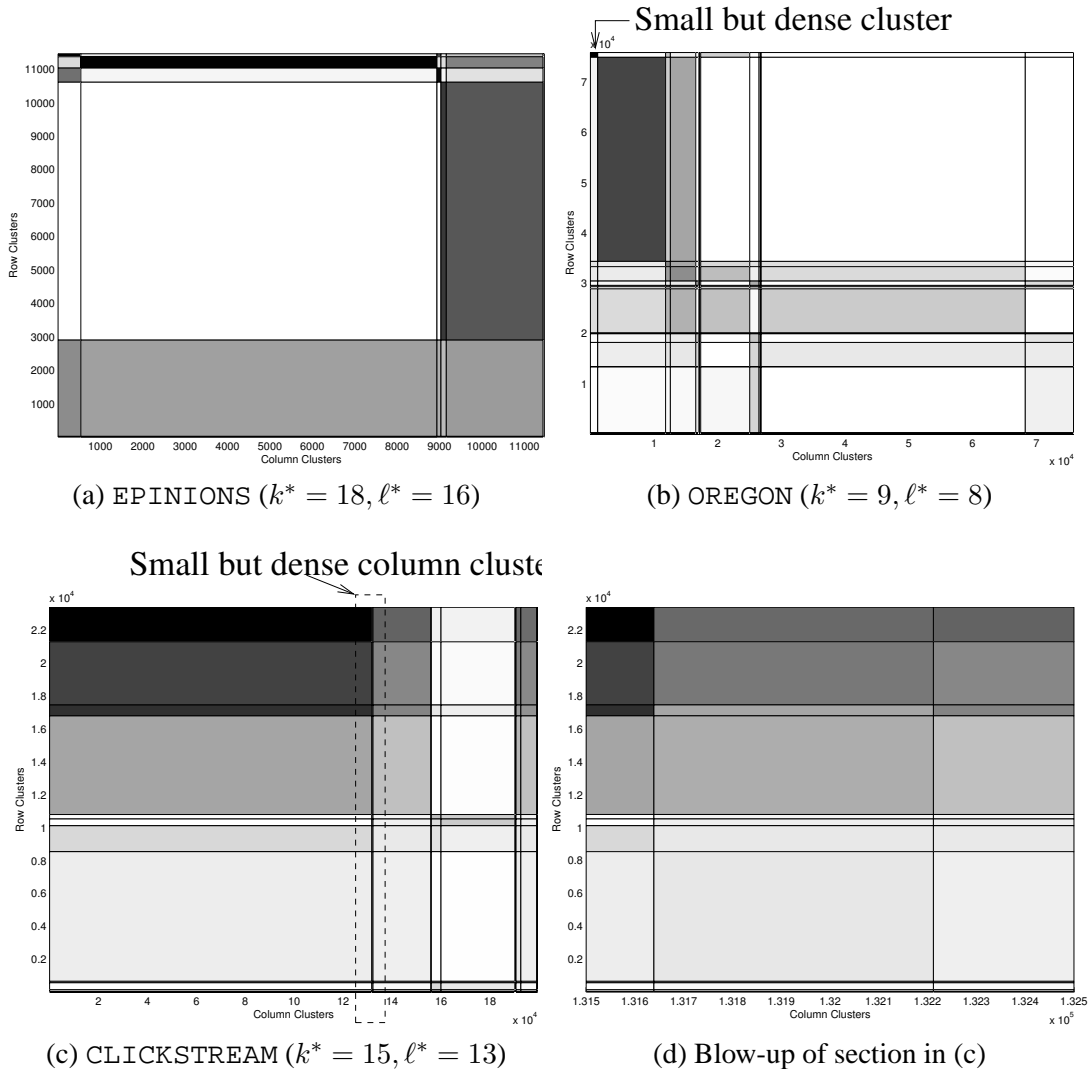 Small but dense cluster
x 10^4
11000
10000
9000
8000
7000
6000
5000
4000
3000
2000
1000
Row Clusters
1000 2000 3000 4000 5000 6000 7000 8000 9000 10000 11000
Column Clusters
7
6
5
4
3
2
1
Row Clusters
1 2 3 4 5 6 7
Column Clusters
x 10^4
(a) EPINIONS (k* = 18, ℓ* = 16)
(b) OREGON (k* = 9, ℓ* = 8)
Small but dense column cluste
x 10^4
2.2
2
1.8
1.6
1.4
1.2
1
0.8
0.6
0.4
0.2
Row Clusters
2 4 6 8 10 12 14 16 18
Column Clusters
x 10^4
x 10^4
2.2
2
1.8
1.6
1.4
1.2
1
0.8
0.6
0.4
0.2
Row Clusters
1.315 1.316 1.317 1.318 1.319 1.32 1.321 1.322 1.323 1.324 1.325
Column Clusters
x 10^5
(c) CLICKSTREAM (k* = 15, ℓ* = 13)
(d) Blow-up of section in (c)